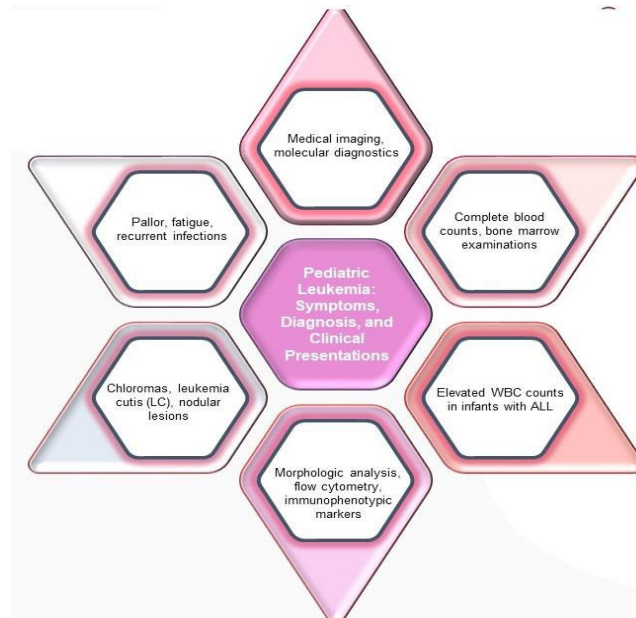 Medical imaging,
molecular diagnostics
Pallor, fatigue,
recurrent infections
Complete blood
counts, bone marrow
examinations
Pediatric
Leukemia:
Symptoms,
Diagnosis, and
Clinical
Presentations
Chloromas, leukemia
cutis (LC), nodular
lesions
Elevated WBC counts
in infants with ALL
Morphologic analysis,
flow cytometry,
immunophenotypic
markers